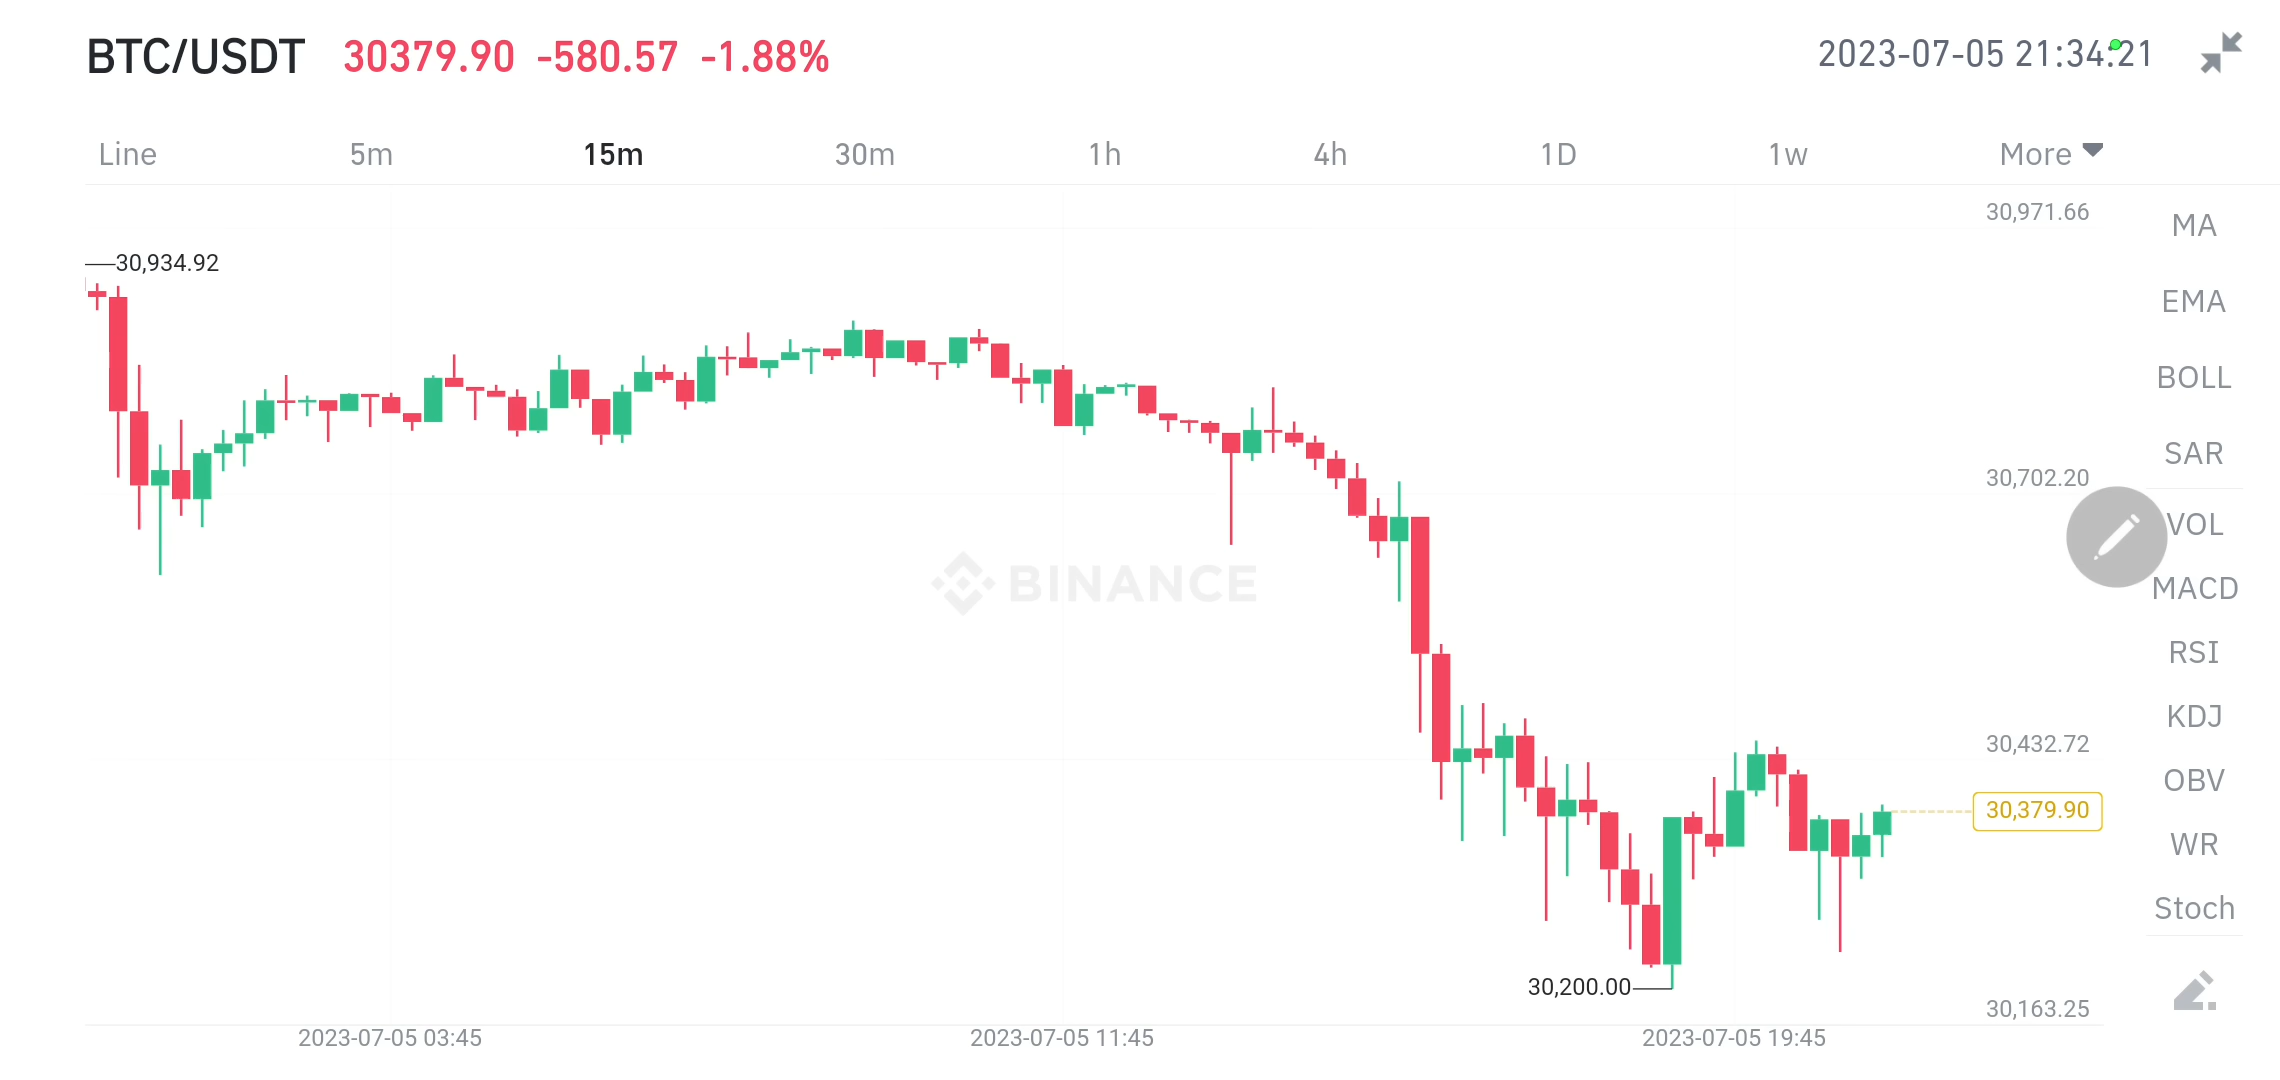 BTC/USDT 30379.90 -580.57 -1.88% 2023-07-05 21:34:21
Line 5m 15m 30m 1h 4h 1D 1w More
30,971.66
MA
30,934.92
EMA
BOLL
SAR
30,702.20
VOL
BINANCE
MACD
RSI
KDJ
30,432.72
OBV
30,379.90
WR
Stoch
30,200.00
30,163.25
2023-07-05 03:45 2023-07-05 11:45 2023-07-05 19:45